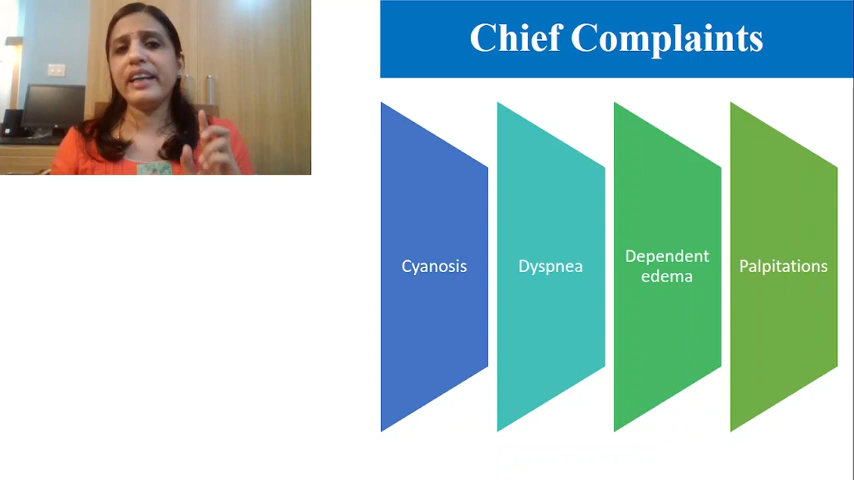 Chief Complaints
Cyanosis
Dyspnea
Dependent
edema
Palpitations